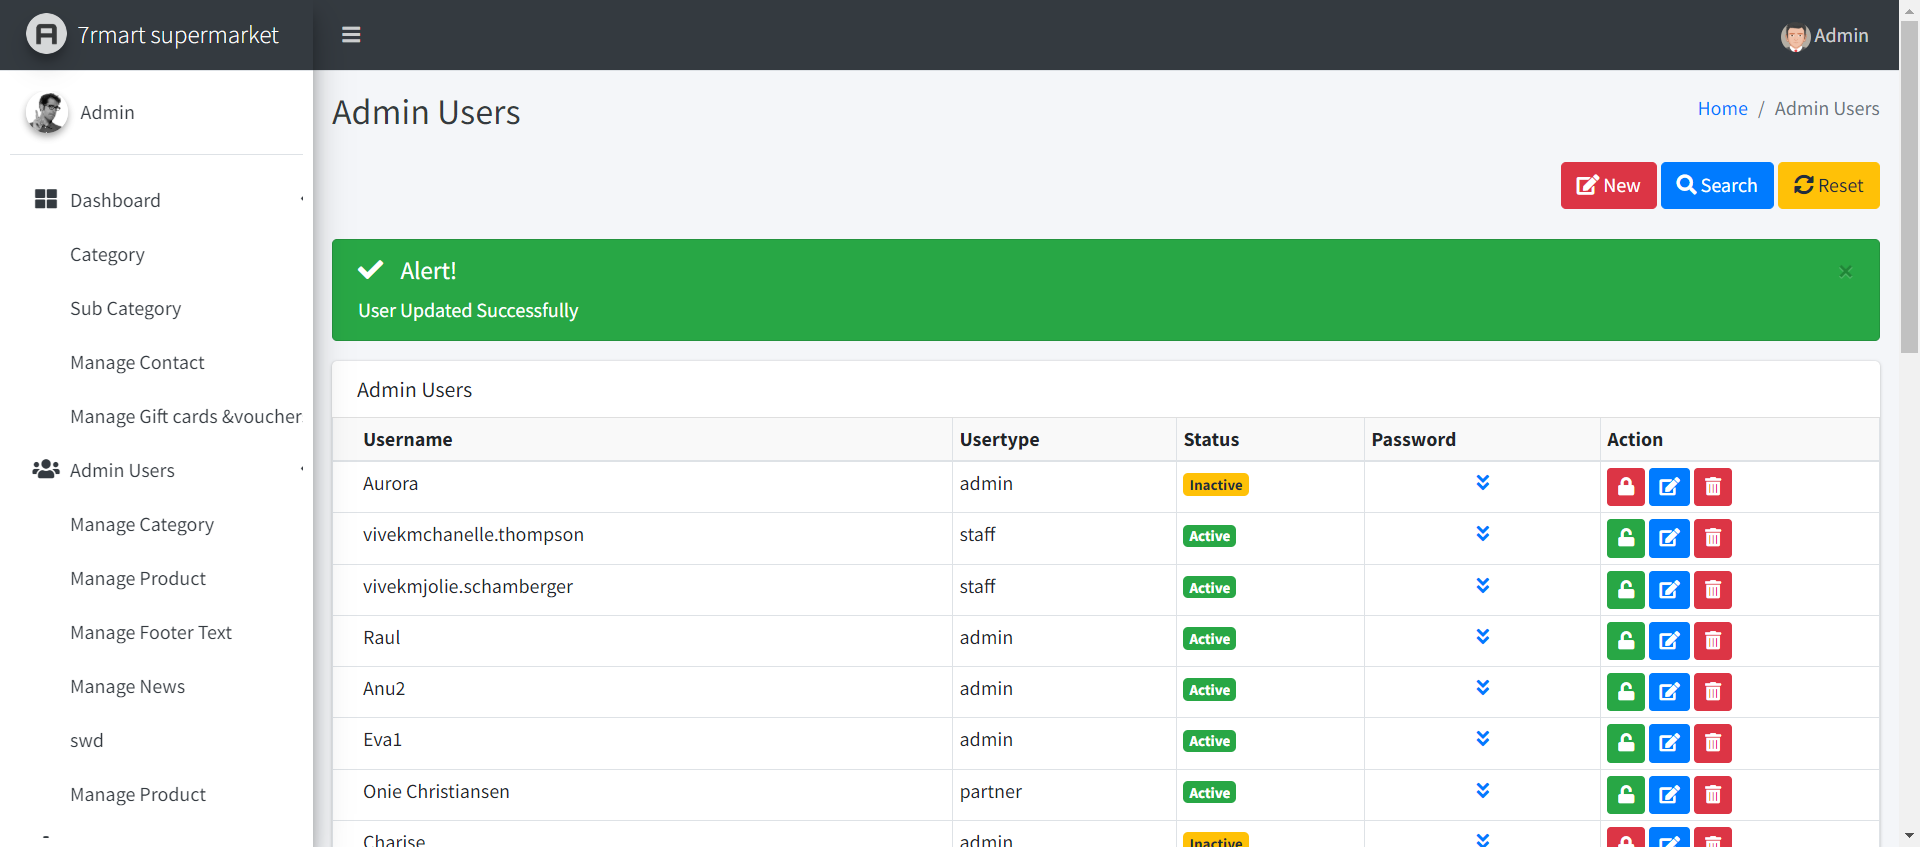 7rmart supermarket
Admin
Admin
Dashboard
Category
Sub Category
Manage Contact
Manage Gift cards &voucher
Admin Users
Manage Category
Manage Product
Manage Footer Text
Manage News
swd
Manage Product
Admin Users
Home / Admin Users
New Search Reset
Alert! ×
User Updated Successfully
Admin Users
Username Usertype Status Password Action
Aurora admin Inactive
vivekmchanelle.thompson staff Active
vivekmjolie.schamberger staff Active
Raul admin Active
Anu2 admin Active
Eva1 admin Active
Onie Christiansen partner Active
Charise admin Inactive